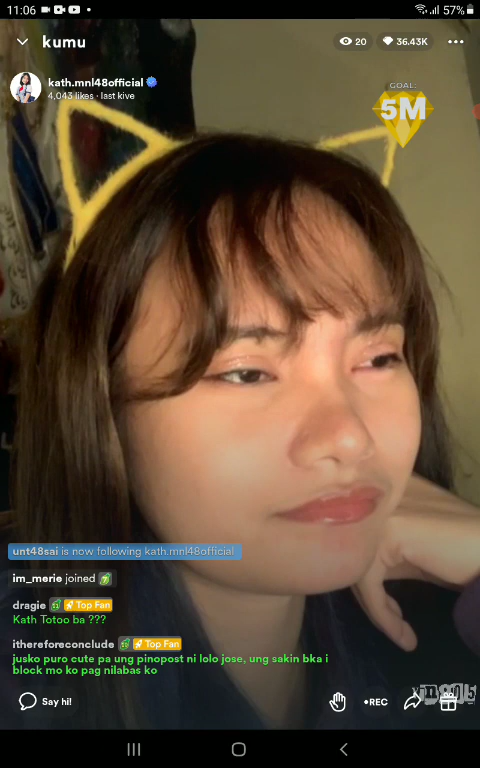 11:06
57%
kumu
20
36.43K
kath.mnl48official
4,043 likes • last kive
GOAL:
5M
unt48sai is now following kath.mnl48official
im_merie joined
dragie Top Fan
Kath Totoo ba ???
ithereforeconclude Top Fan
jusko puro cute pa ung pinopost ni lolo jose, ung sakin bka i
block mo ko pag nilabas ko
Say hi!
•REC